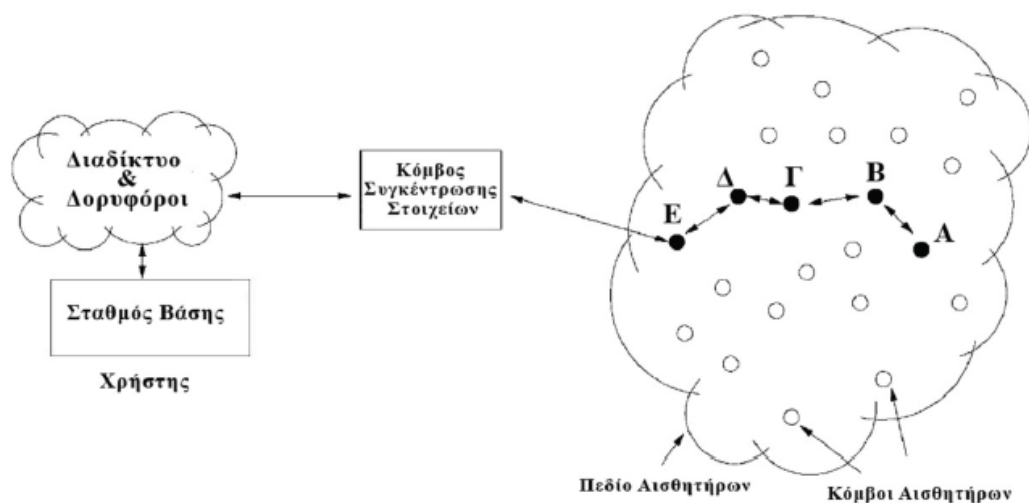 Διαδίκτυο
&
Δορυφόροι
Σταθμός Βάσης
Χρήστης
Κόμβος
Συγκέντρωσης
Στοιχείων
Ε
Δ
Γ
Β
Α
Πεδίο Αισθητήρων
Κόμβοι Αισθητήρων